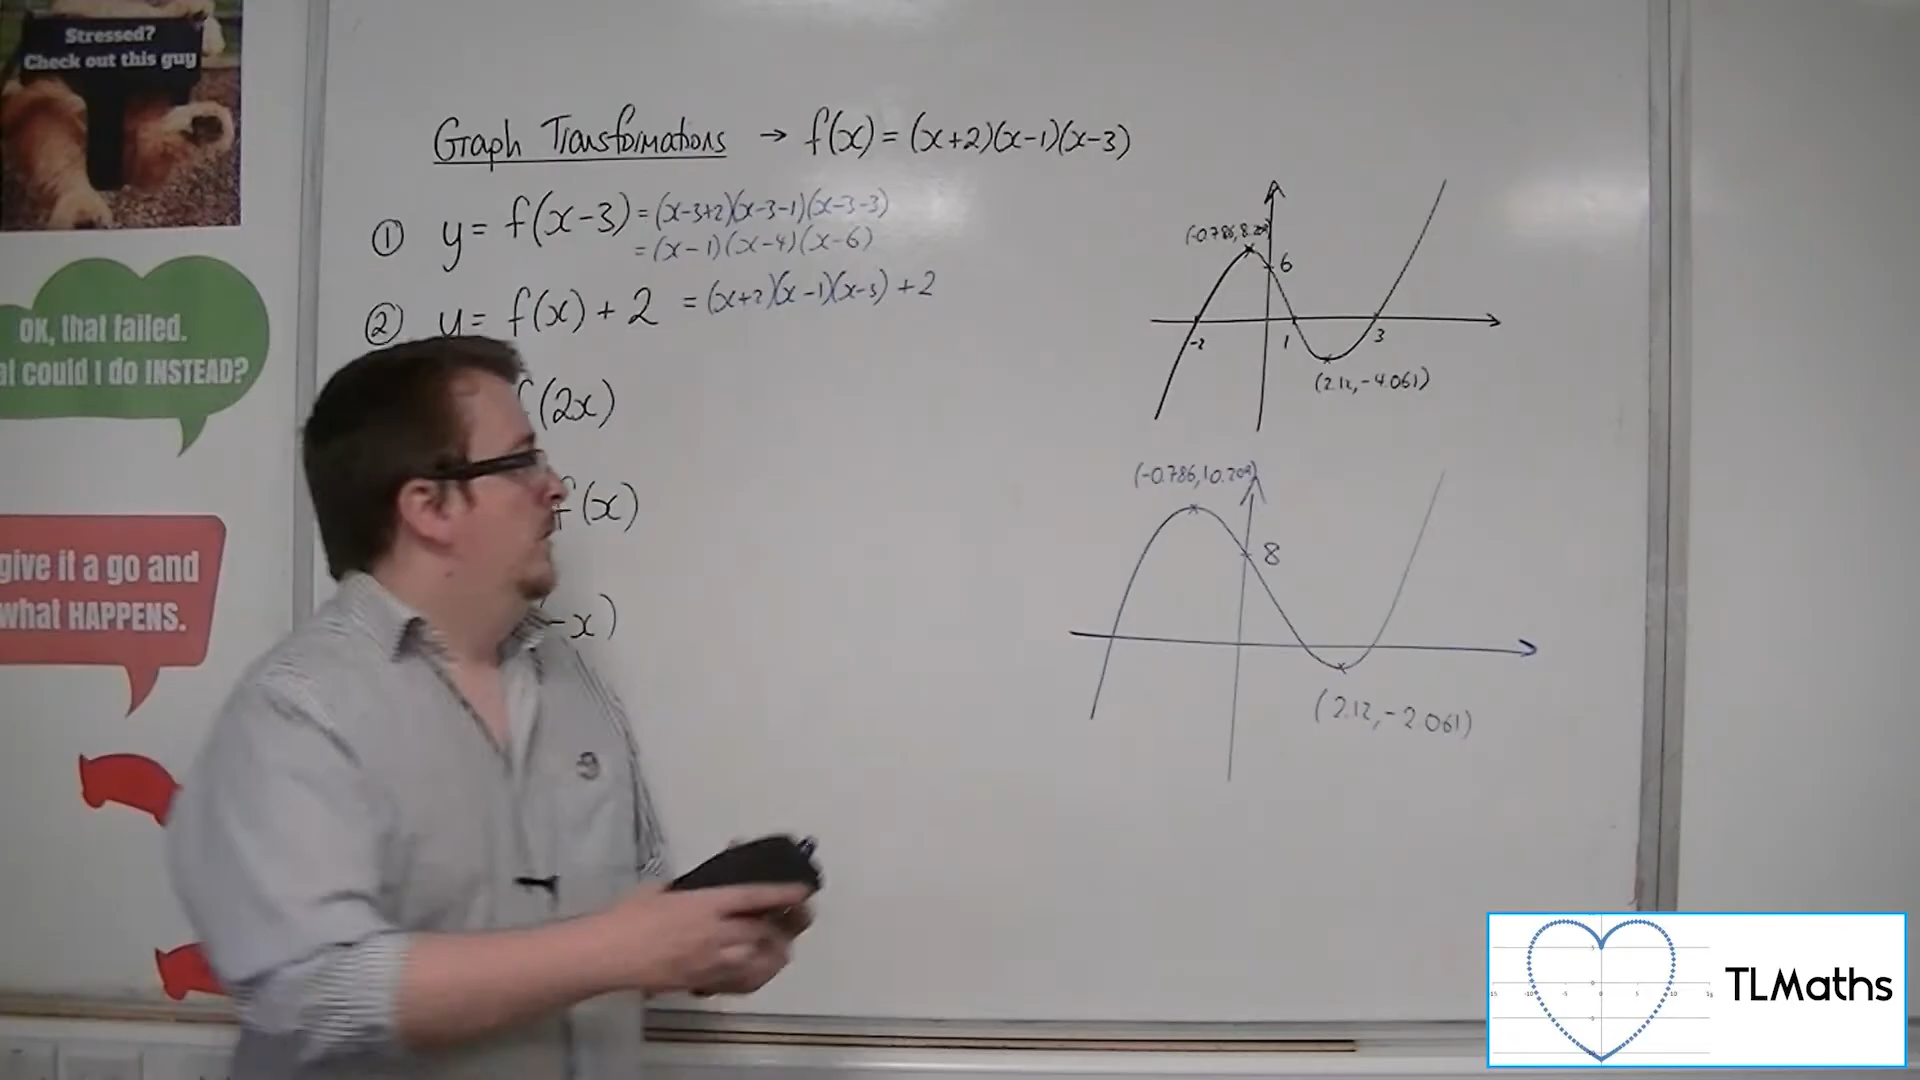 Stressed?
Check out this guy
OK, that failed.
could I do INSTEAD?
give it a go and
what HAPPENS.
Graph Transformations → f(x) = (x+2)(x-1)(x-3)
① y = f(x-3) = (x-3+2)(x-3-1)(x-3-3)
= (x-1)(x-4)(x-6)
② y = f(x) + 2 = (x+2)(x-1)(x-3) + 2
f(2x)
f(x)
-x)
(-0.786, 8.209)
6
-2
1
3
(2.12, -4.061)
(-0.786, 10.209)
8
(2.12, -2.061)
TLMaths